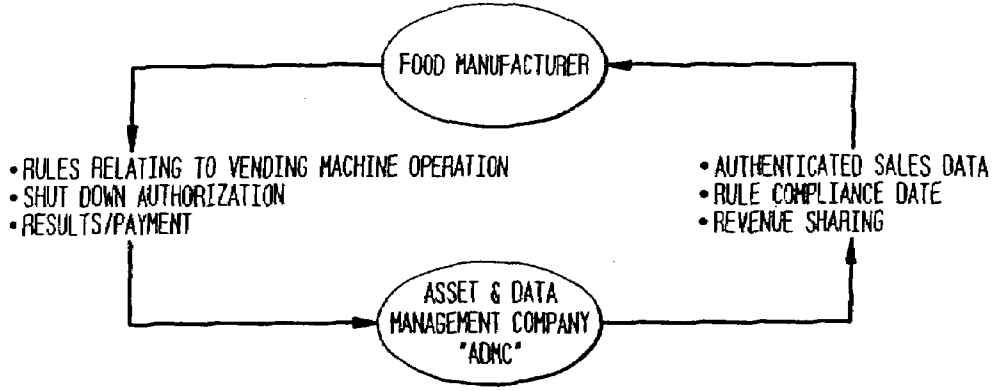 FOOD MANUFACTURER
• RULES RELATING TO VENDING MACHINE OPERATION
• SHUT DOWN AUTHORIZATION
• RESULTS/PAYMENT
• AUTHENTICATED SALES DATA
• RULE COMPLIANCE DATE
• REVENUE SHARING
ASSET & DATA
MANAGEMENT COMPANY
"ADMC"